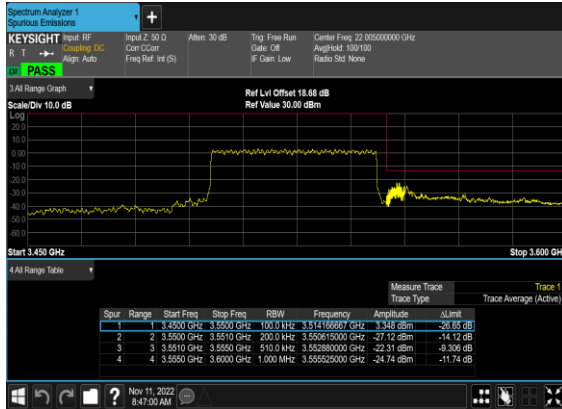 Spectrum Analyzer 1
Spurious Emissions
+
KEYSIGHT Input: RF Input Z: 50 Ω Atten: 30 dB Trig: Free Run Center Freq: 22.005000000 GHz
R T Coupling: DC Corr CCorr Gate: Off Avg|Hold: 100/100
Align: Auto Freq Ref: Int (S) IF Gain: Low Radio Std: None
PASS
3 All Range Graph
Ref Lvl Offset 18.68 dB
Scale/Div 10.0 dB Ref Value 30.00 dBm
Log
20.0
10.0
0.00
-10.0
-20.0
-30.0
-40.0
-50.0
-60.0
Start 3.450 GHz Stop 3.600 GHz
4 All Range Table
Measure Trace Trace 1
Trace Type Trace Average (Active)
Spur Range Start Freq Stop Freq RBW Frequency Amplitude ΔLimit
1 1 3.4500 GHz 3.5500 GHz 100.0 kHz 3.514166667 GHz 3.348 dBm -26.65 dB
2 2 3.5500 GHz 3.5510 GHz 200.0 kHz 3.550615000 GHz -27.12 dBm -14.12 dB
3 3 3.5510 GHz 3.5550 GHz 510.0 kHz 3.552880000 GHz -22.31 dBm -9.306 dB
4 4 3.5550 GHz 3.6000 GHz 1.000 MHz 3.555525000 GHz -24.74 dBm -11.74 dB
? Nov 11, 2022
8:47:00 AM